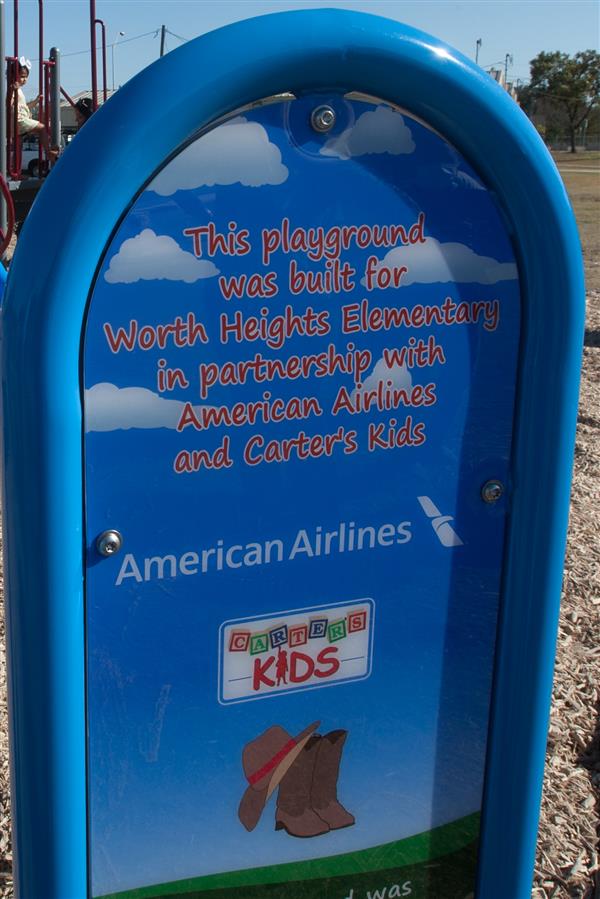 This playground
was built for
Worth Heights Elementary
in partnership with
American Airlines
and Carter's Kids
American Airlines
CARTER'S
KIDS
was